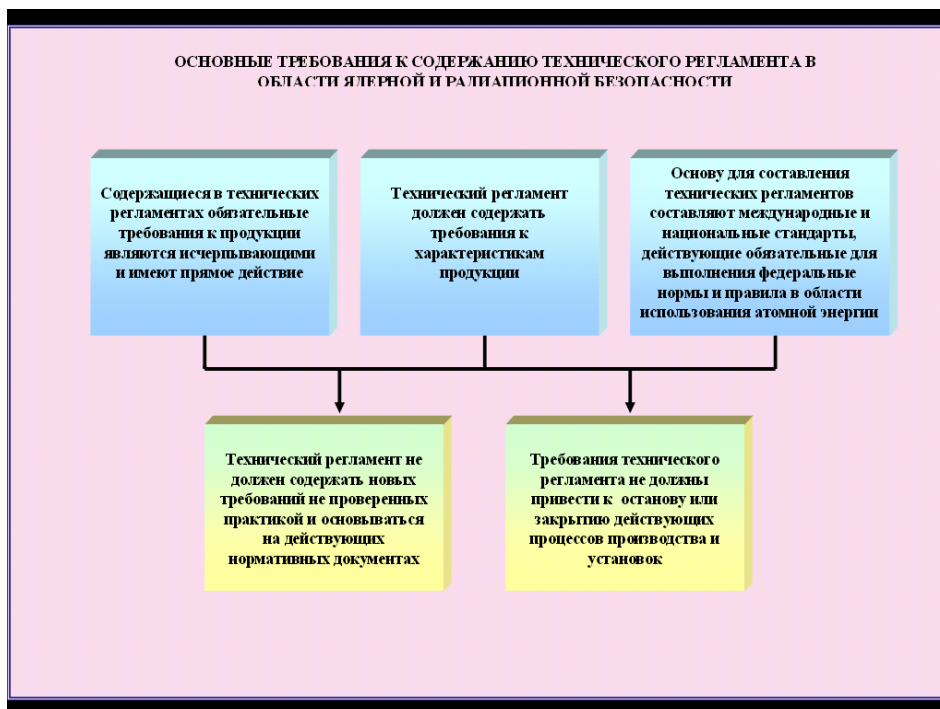 ОСНОВНЫЕ ТРЕБОВАНИЯ К СОДЕРЖАНИЮ ТЕХНИЧЕСКОГО РЕГЛАМЕНТА В
ОБЛАСТИ ЯДЕРНОЙ И РАДИАЦИОННОЙ БЕЗОПАСНОСТИ
Содержащиеся в технических
регламентах обязательные
требования к продукции
являются исчерпывающими
и имеют прямое действие
Технический регламент
должен содержать
требования к
характеристикам
продукции
Основу для составления
технических регламентов
составляют международные и
национальные стандарты,
действующие обязательные для
выполнения федеральные
нормы и правила в области
использования атомной энергии
Технический регламент не
должен содержать новых
требований не проверенных
практикой и основываться
на действующих
нормативных документах
Требования технического
регламента не должны
привести к останову или
закрытию действующих
процессов производства и
установок